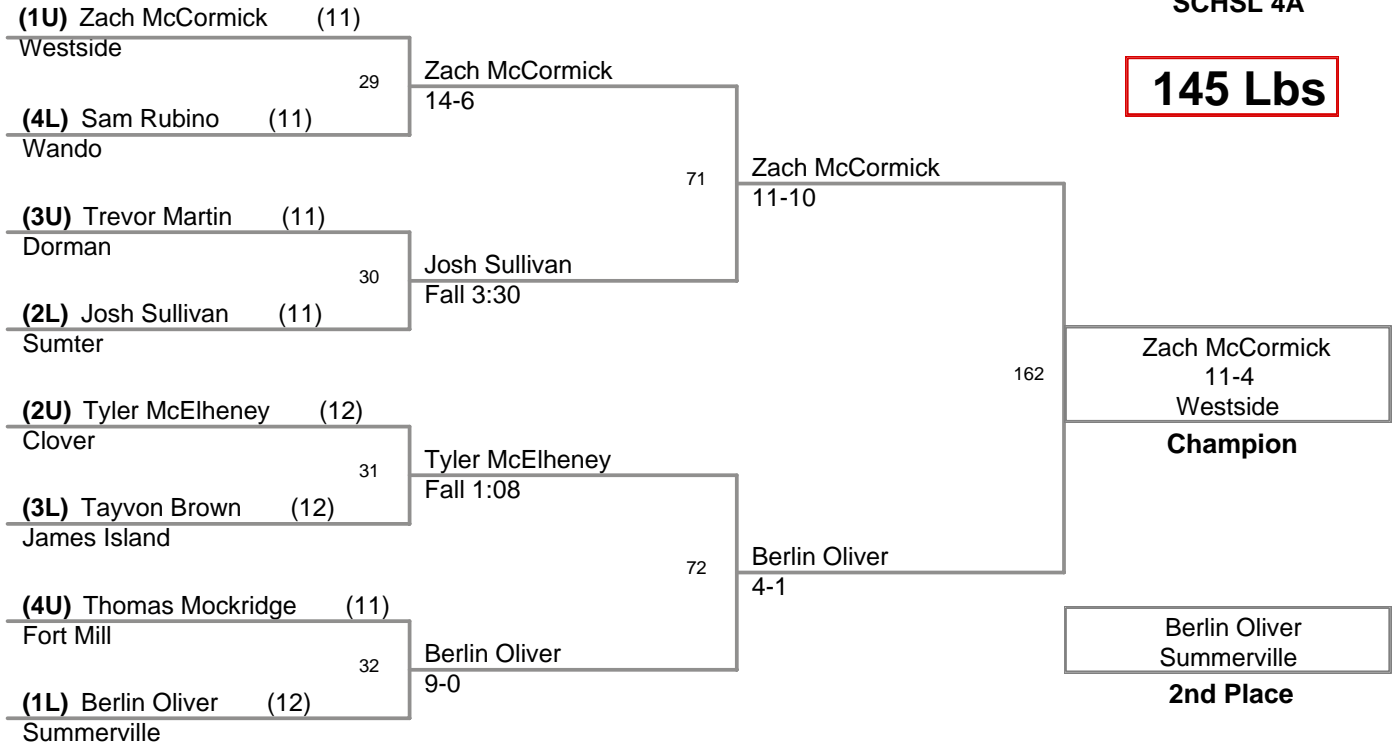 SCHSL 4A
145 Lbs
(1U) Zach McCormick (11)
Westside
29
(4L) Sam Rubino (11)
Wando
Zach McCormick
14-6
(3U) Trevor Martin (11)
Dorman
30
(2L) Josh Sullivan (11)
Sumter
Josh Sullivan
Fall 3:30
71
Zach McCormick
11-10
(2U) Tyler McElheney (12)
Clover
31
(3L) Tayvon Brown (12)
James Island
Tyler McElheney
Fall 1:08
(4U) Thomas Mockridge (11)
Fort Mill
32
(1L) Berlin Oliver (12)
Summerville
Berlin Oliver
9-0
72
Berlin Oliver
4-1
162
Zach McCormick
11-4
Westside
Champion
Berlin Oliver
Summerville
2nd Place